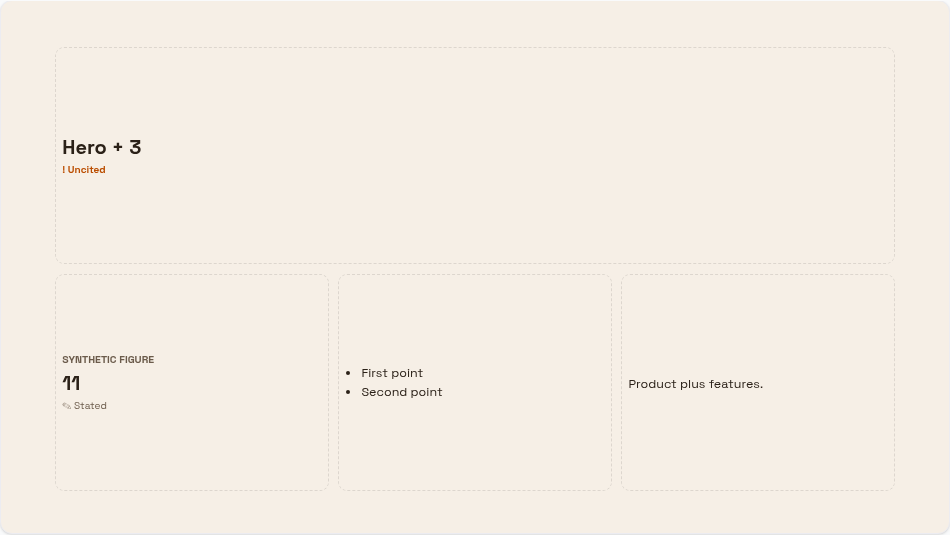 Hero + 3
! Uncited
SYNTHETIC FIGURE
11
✎ Stated
• First point
• Second point
Product plus features.